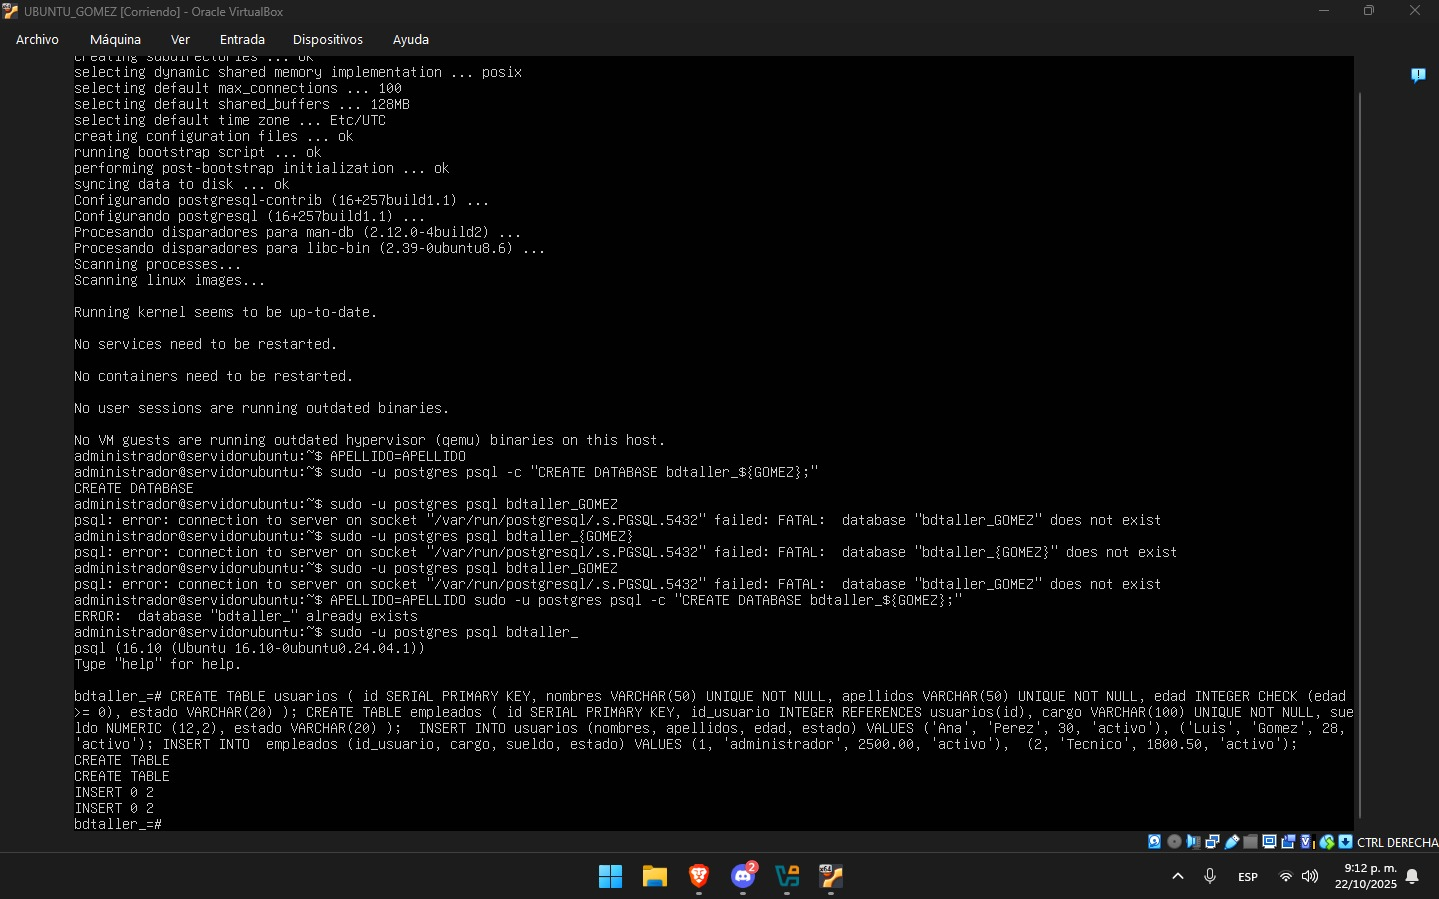 UBUNTU_GOMEZ [Corriendo] - Oracle VirtualBox
Archivo Máquina Ver Entrada Dispositivos Ayuda
creating subdirectories ... ok
selecting dynamic shared memory implementation ... posix
selecting default max_connections ... 100
selecting default shared_buffers ... 128MB
selecting default time zone ... Etc/UTC
creating configuration files ... ok
running bootstrap script ... ok
performing post-bootstrap initialization ... ok
syncing data to disk ... ok
Configurando postgresql-contrib (16+257build1.1) ...
Configurando postgresql (16+257build1.1) ...
Procesando disparadores para man-db (2.12.0-4build2) ...
Procesando disparadores para libc-bin (2.39-0ubuntu8.6) ...
Scanning processes...
Scanning linux images...
Running kernel seems to be up-to-date.
No services need to be restarted.
No containers need to be restarted.
No user sessions are running outdated binaries.
No VM guests are running outdated hypervisor (qemu) binaries on this host.
administrador@servidorubuntu:~$ APELLIDO=APELLIDO
administrador@servidorubuntu:~$ sudo -u postgres psql -c "CREATE DATABASE bdtaller_${GOMEZ};"
CREATE DATABASE
administrador@servidorubuntu:~$ sudo -u postgres psql bdtaller_GOMEZ
psql: error: connection to server on socket "/var/run/postgresql/.s.PGSQL.5432" failed: FATAL:  database "bdtaller_GOMEZ" does not exist
administrador@servidorubuntu:~$ sudo -u postgres psql bdtaller_{GOMEZ}
psql: error: connection to server on socket "/var/run/postgresql/.s.PGSQL.5432" failed: FATAL:  database "bdtaller_{GOMEZ}" does not exist
administrador@servidorubuntu:~$ sudo -u postgres psql bdtaller_GOMEZ
psql: error: connection to server on socket "/var/run/postgresql/.s.PGSQL.5432" failed: FATAL:  database "bdtaller_GOMEZ" does not exist
administrador@servidorubuntu:~$ APELLIDO=APELLIDO sudo -u postgres psql -c "CREATE DATABASE bdtaller_${GOMEZ};"
ERROR:  database "bdtaller_" already exists
administrador@servidorubuntu:~$ sudo -u postgres psql bdtaller_
psql (16.10 (Ubuntu 16.10-0ubuntu0.24.04.1))
Type "help" for help.
bdtaller_=# CREATE TABLE usuarios ( id SERIAL PRIMARY KEY, nombres VARCHAR(50) UNIQUE NOT NULL, apellidos VARCHAR(50) UNIQUE NOT NULL, edad INTEGER CHECK (edad
>= 0), estado VARCHAR(20) ); CREATE TABLE empleados ( id SERIAL PRIMARY KEY, id_usuario INTEGER REFERENCES usuarios(id), cargo VARCHAR(100) UNIQUE NOT NULL, sue
ldo NUMERIC (12,2), estado VARCHAR(20) );  INSERT INTO usuarios (nombres, apellidos, edad, estado) VALUES ('Ana', 'Perez', 30, 'activo'), ('Luis', 'Gomez', 28,
'activo'); INSERT INTO  empleados (id_usuario, cargo, sueldo, estado) VALUES (1, 'administrador', 2500.00, 'activo'),  (2, 'Tecnico', 1800.50, 'activo');
CREATE TABLE
CREATE TABLE
INSERT 0 2
INSERT 0 2
bdtaller_=#
CTRL DERECHA
2
ESP
9:12 p. m.
22/10/2025